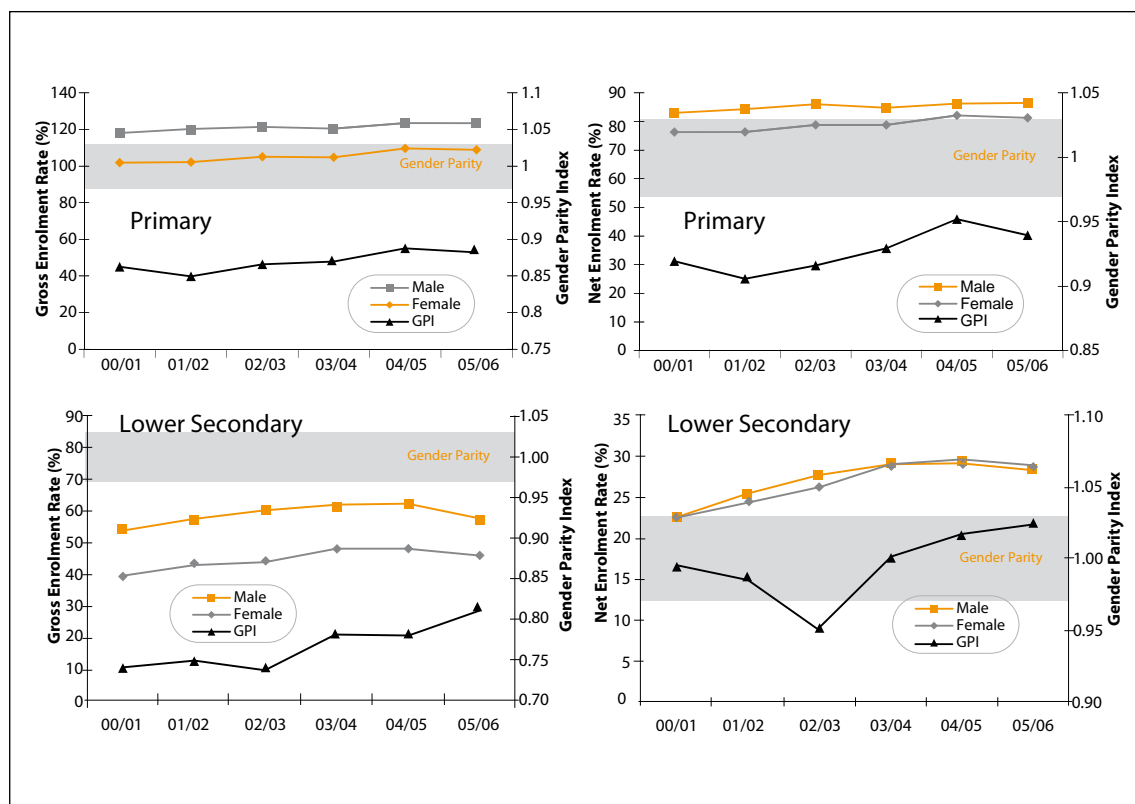 Gross Enrolment Rate (%)
140
120
100
80
60
40
20
0
1.1
1.05
1
0.95
0.9
0.85
0.8
0.75
Gender Parity Index
Gender Parity
Primary
Male
Female
GPI
00/01 01/02 02/03 03/04 04/05 05/06
Net Enrolment Rate (%)
90
80
70
60
50
40
30
20
10
0
1.05
1
0.95
0.9
0.85
Gender Parity Index
Gender Parity
Primary
Male
Female
GPI
00/01 01/02 02/03 03/04 04/05 05/06
Lower Secondary
Gross Enrolment Rate (%)
90
80
70
60
50
40
30
20
10
0
1.05
1.00
0.95
0.90
0.85
0.80
0.75
0.70
Gender Parity Index
Gender Parity
Male
Female
GPI
00/01 01/02 02/03 03/04 04/05 05/06
Lower Secondary
Net Enrolment Rate (%)
35
30
25
20
15
10
5
0
1.10
1.05
1.00
0.95
0.90
Gender Parity Index
Gender Parity
Male
Female
GPI
00/01 01/02 02/03 03/04 04/05 05/06